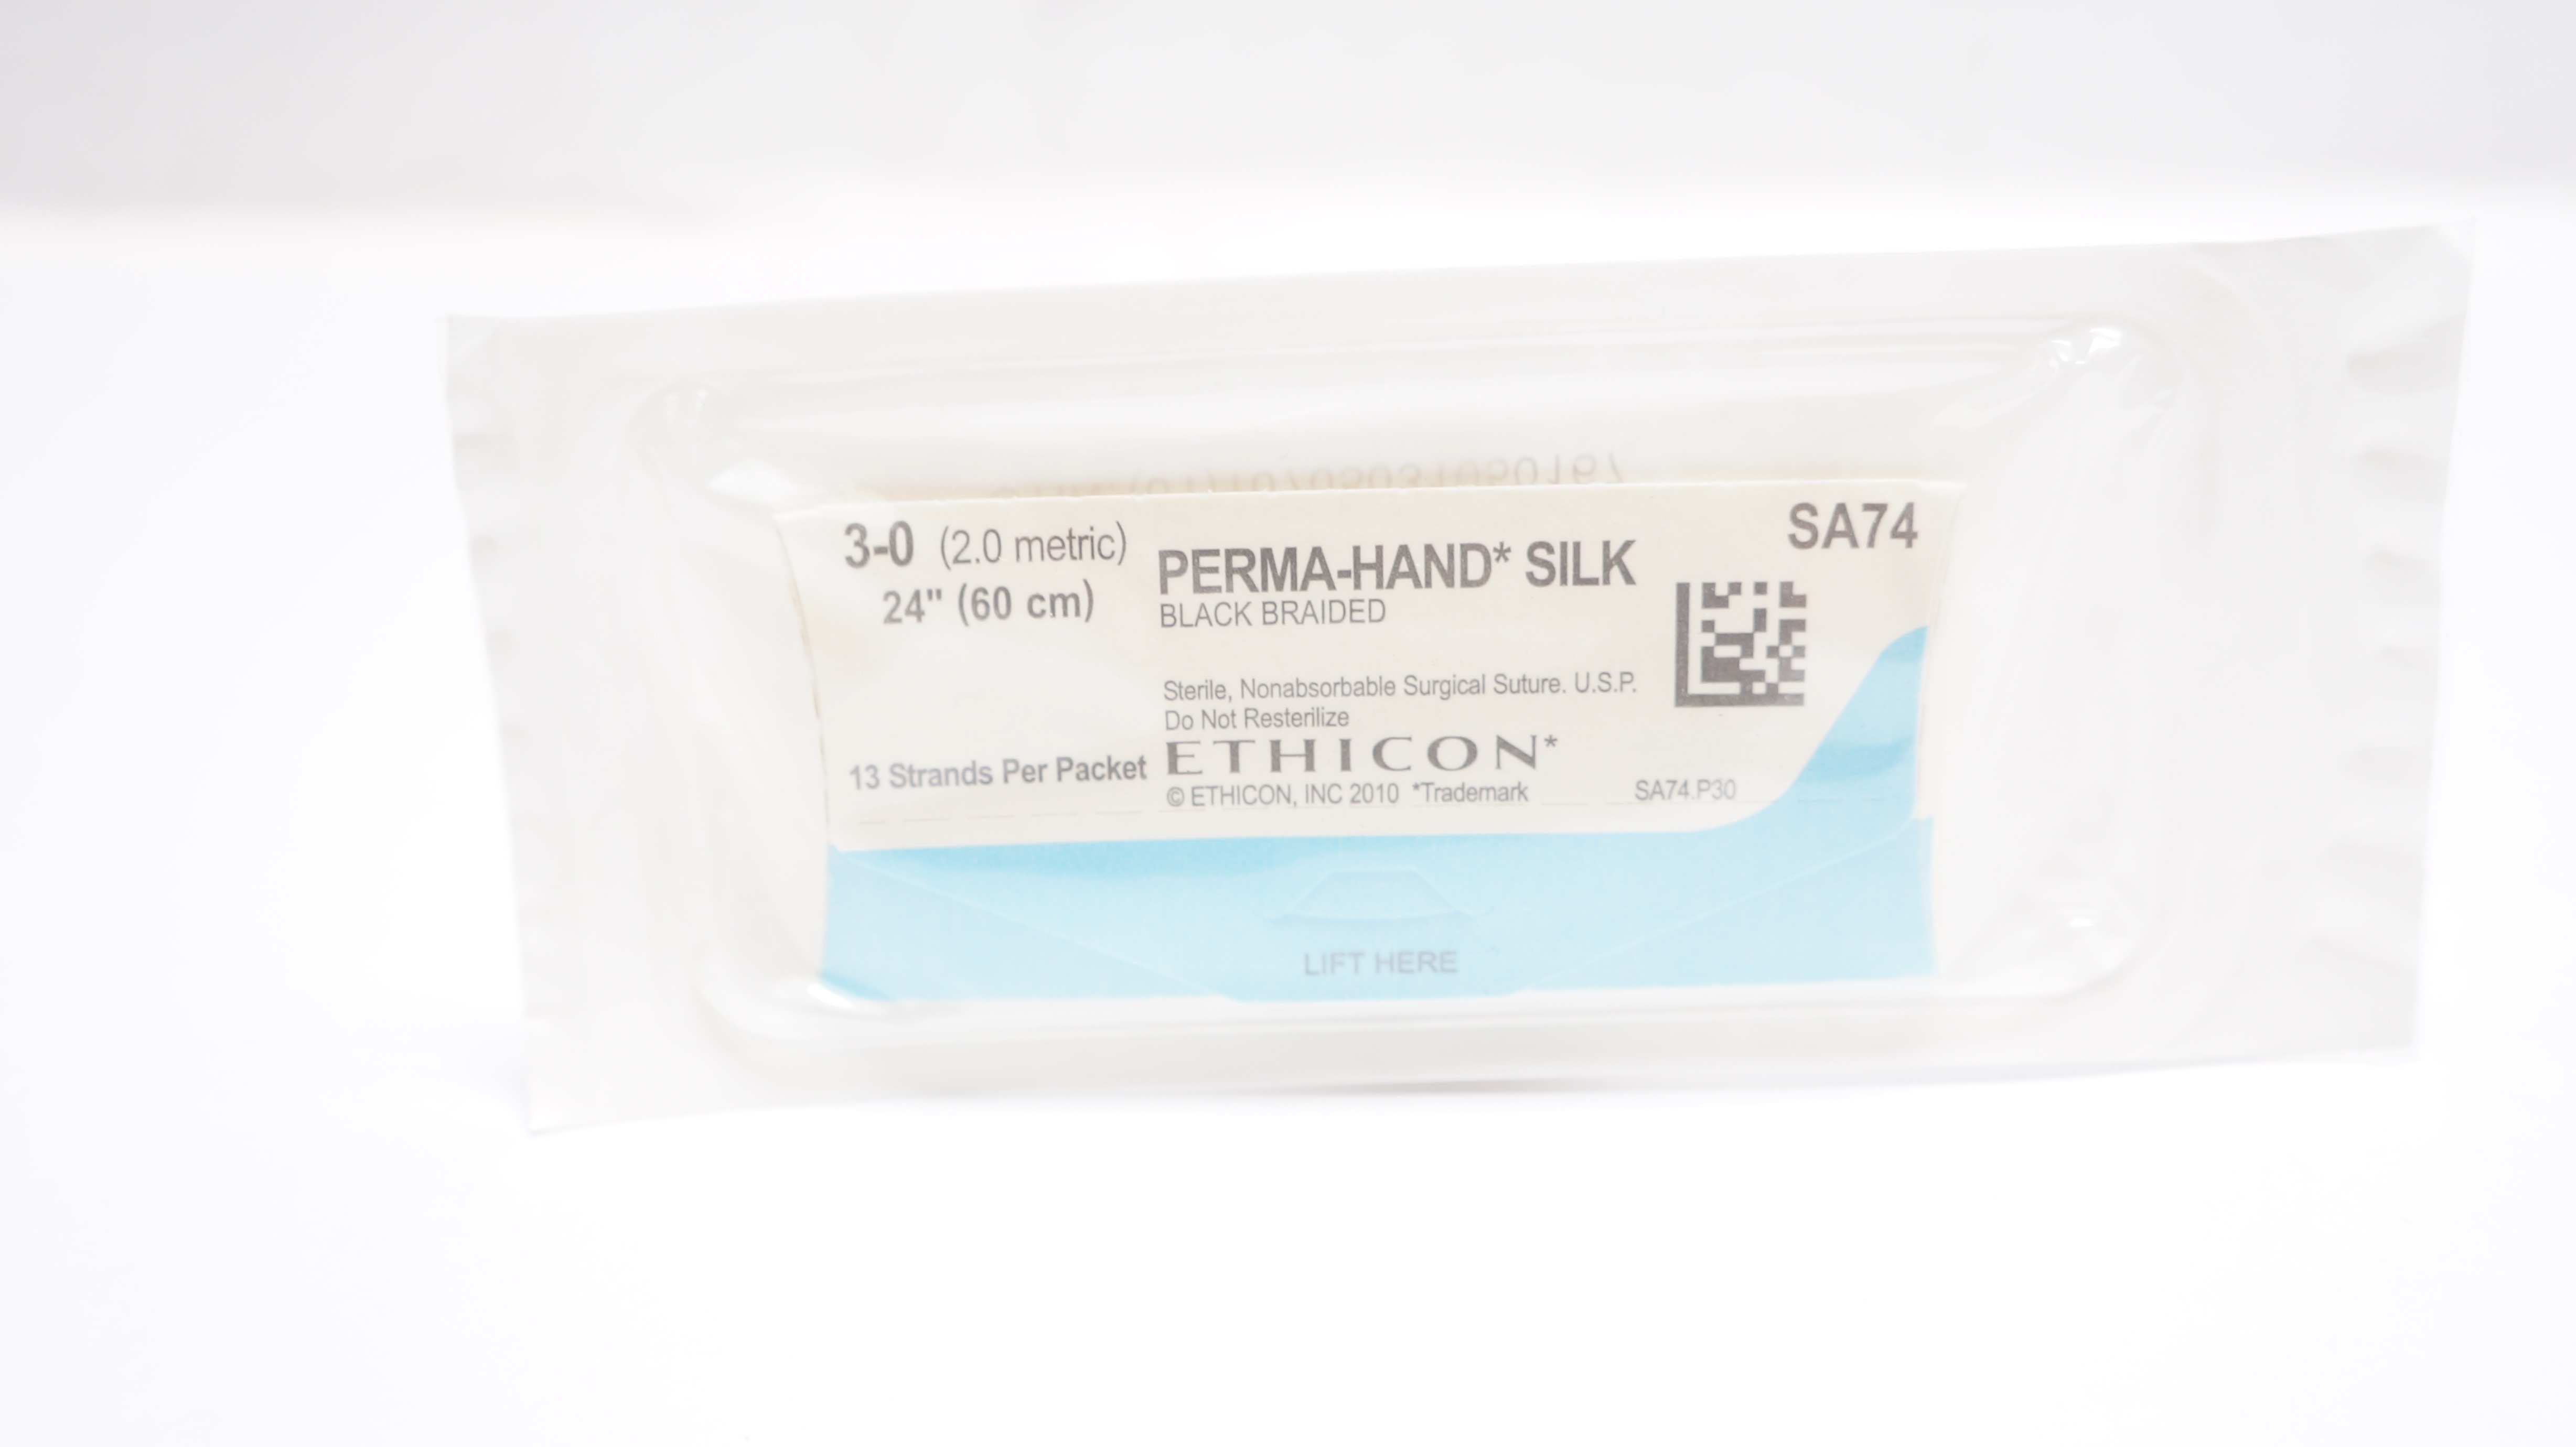 3-0 (2.0 metric)
24" (60 cm)
PERMA-HAND* SILK
BLACK BRAIDED
SA74
Sterile, Nonabsorbable Surgical Suture. U.S.P.
Do Not Resterilize
13 Strands Per Packet
ETHICON*
© ETHICON, INC 2010 *Trademark
SA74.P30
LIFT HERE